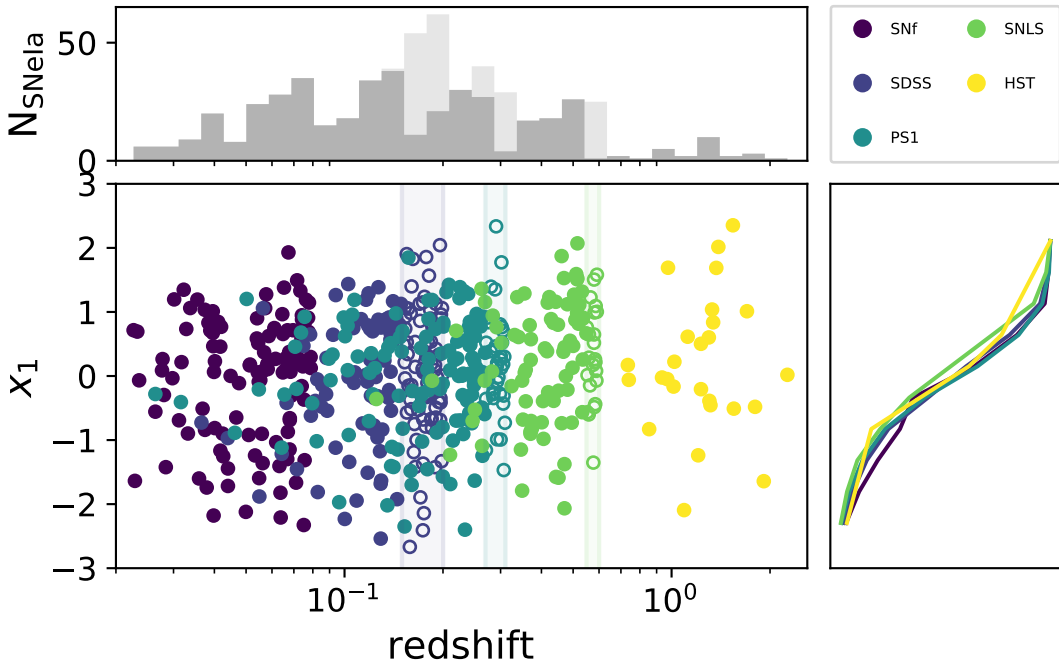 N_SNeIa
50
0
SNf
SNLS
SDSS
HST
PS1
x_1
3
2
1
0
−1
−2
−3
10^−1
10^0
redshift